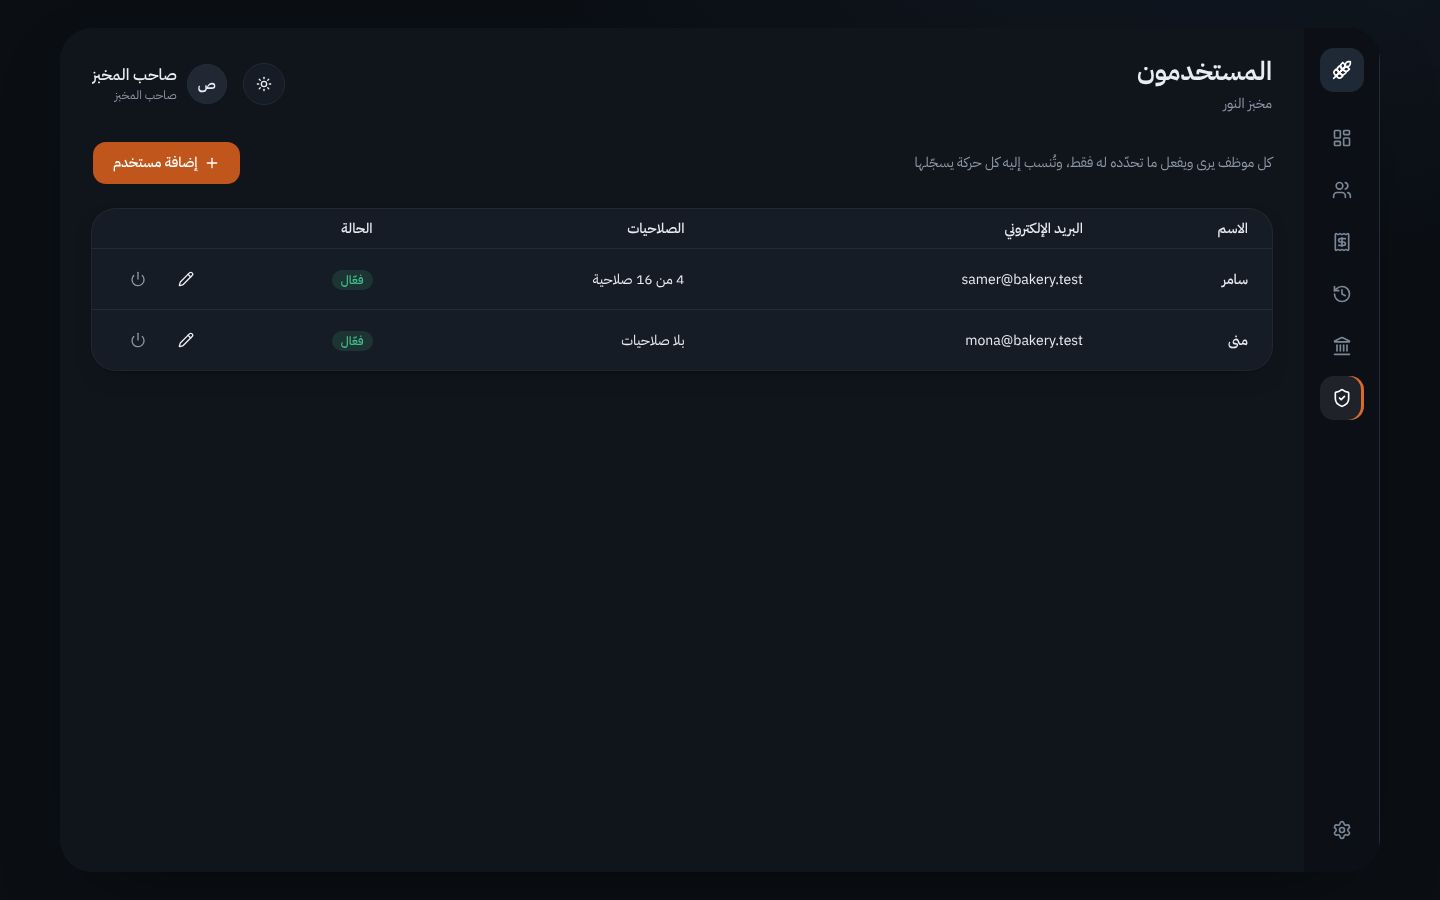 المستخدمون
مخبز النور
صاحب المخبز
صاحب المخبز
ص
كل موظف يرى ويفعل ما تحدّده له فقط، وتُنسب إليه كل حركة يسجّلها
إضافة مستخدم
الاسم البريد الإلكتروني الصلاحيات الحالة
سامر samer@bakery.test 4 من 16 صلاحية فعّال
منى mona@bakery.test بلا صلاحيات فعّال